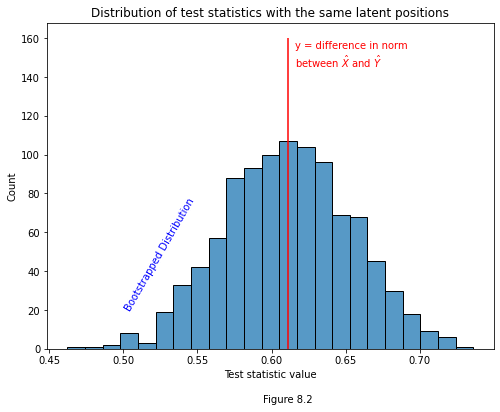 Distribution of test statistics with the same latent positions
160
140
120
100
80
60
40
20
0
Count
y = difference in norm
between X̂ and Ŷ
Bootstrapped Distribution
0.45 0.50 0.55 0.60 0.65 0.70
Test statistic value
Figure 8.2